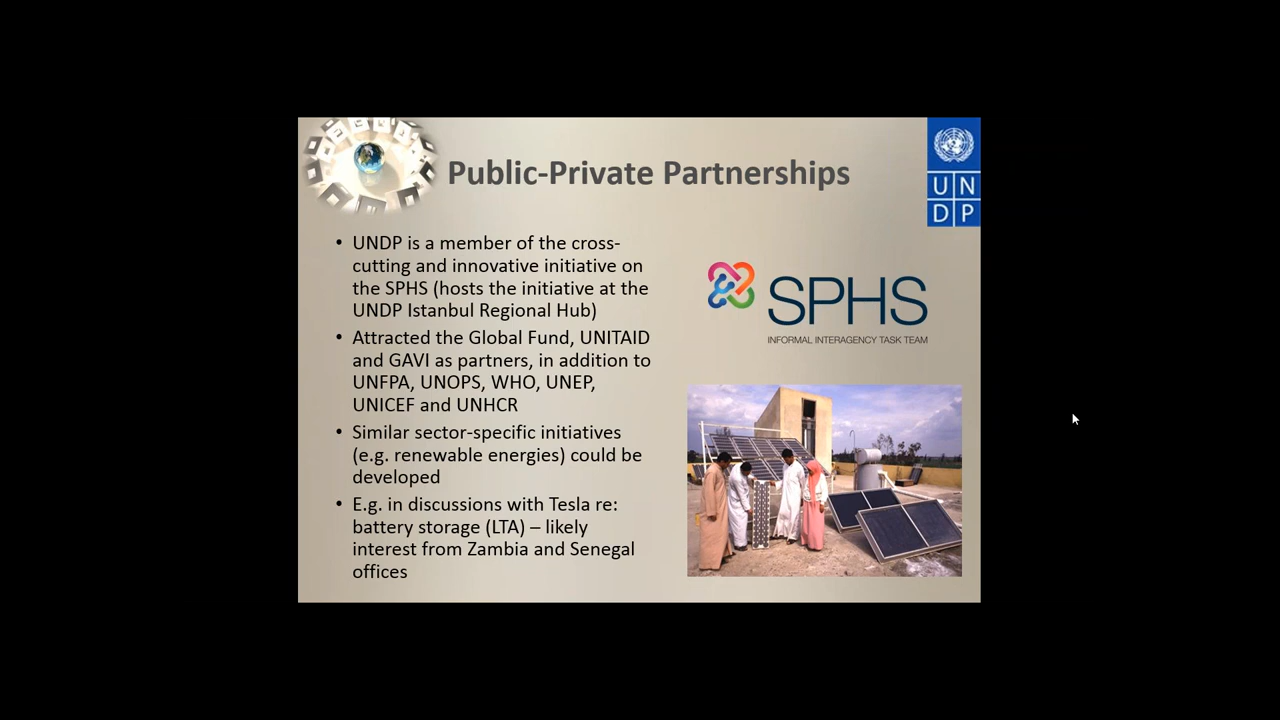 Public-Private Partnerships
UN
DP
• UNDP is a member of the cross-
cutting and innovative initiative on
the SPHS (hosts the initiative at the
UNDP Istanbul Regional Hub)
• Attracted the Global Fund, UNITAID
and GAVI as partners, in addition to
UNFPA, UNOPS, WHO, UNEP,
UNICEF and UNHCR
• Similar sector-specific initiatives
(e.g. renewable energies) could be
developed
• E.g. in discussions with Tesla re:
battery storage (LTA) – likely
interest from Zambia and Senegal
offices
SPHS
INFORMAL INTERAGENCY TASK TEAM